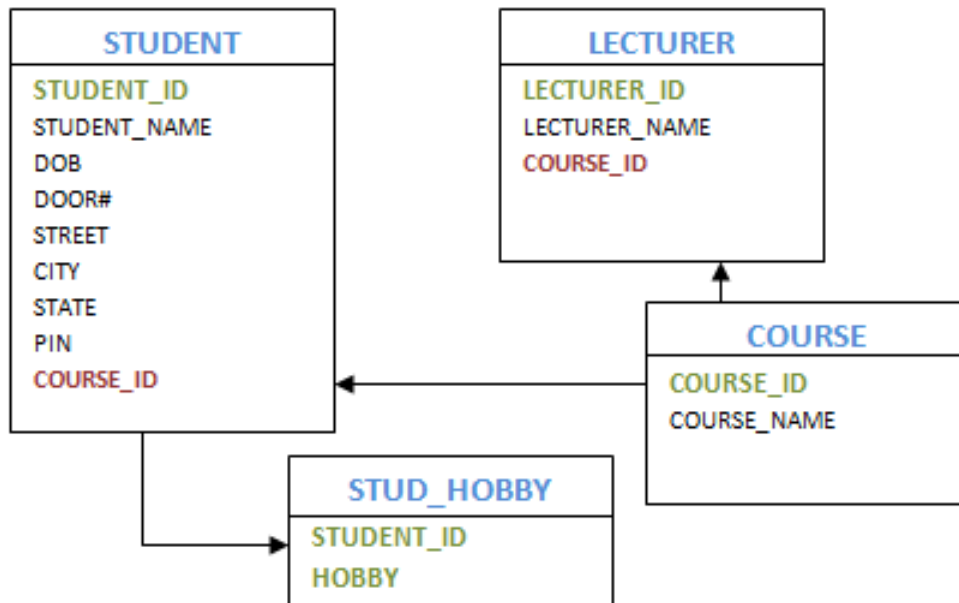 STUDENT
STUDENT_ID
STUDENT_NAME
DOB
DOOR#
STREET
CITY
STATE
PIN
COURSE_ID
LECTURER
LECTURER_ID
LECTURER_NAME
COURSE_ID
COURSE
COURSE_ID
COURSE_NAME
STUD_HOBBY
STUDENT_ID
HOBBY